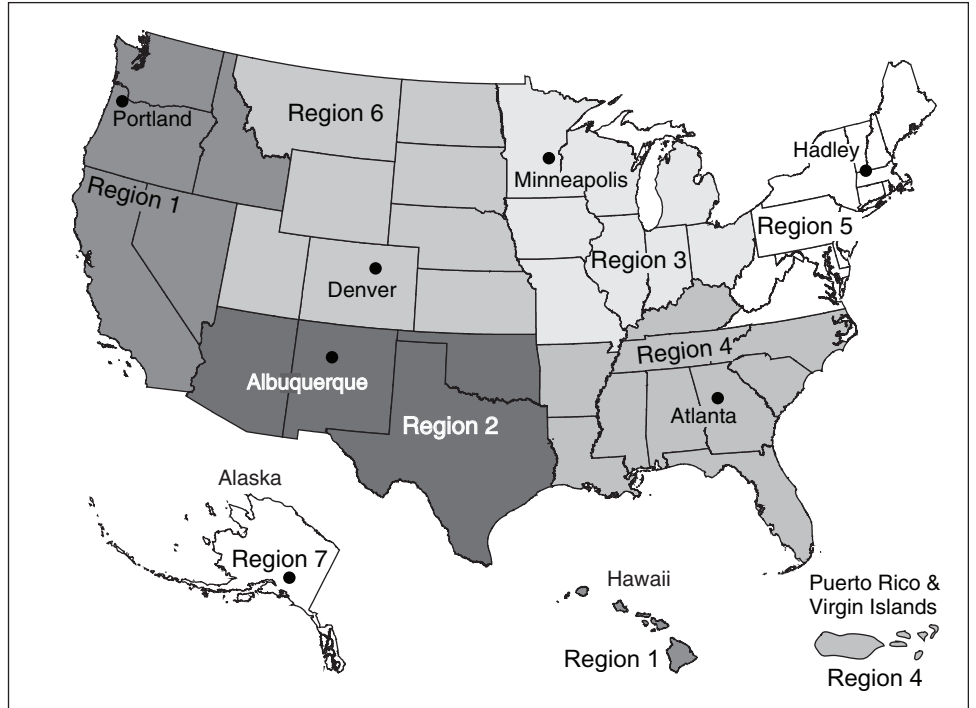 Region 6
Portland
Hadley
Minneapolis
Region 1
Region 5
Region 3
Denver
Region 4
Albuquerque
Atlanta
Region 2
Alaska
Region 7
Hawaii
Region 1
Puerto Rico &
Virgin Islands
Region 4